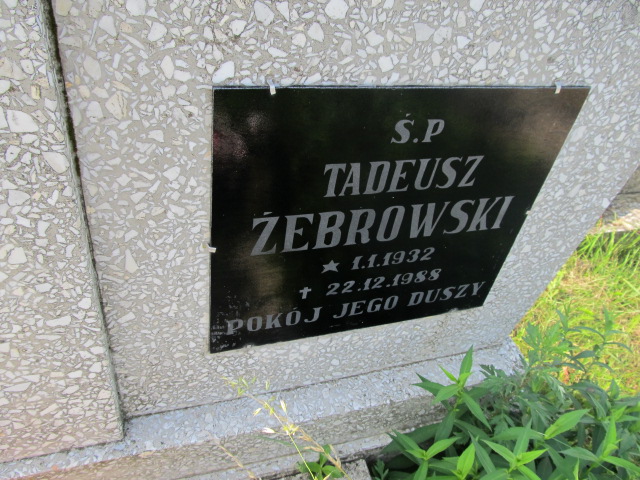 Ś.P
TADEUSZ
ŻEBROWSKI
★ 1.1.1932
✝ 22.12.1988
POKÓJ JEGO DUSZY